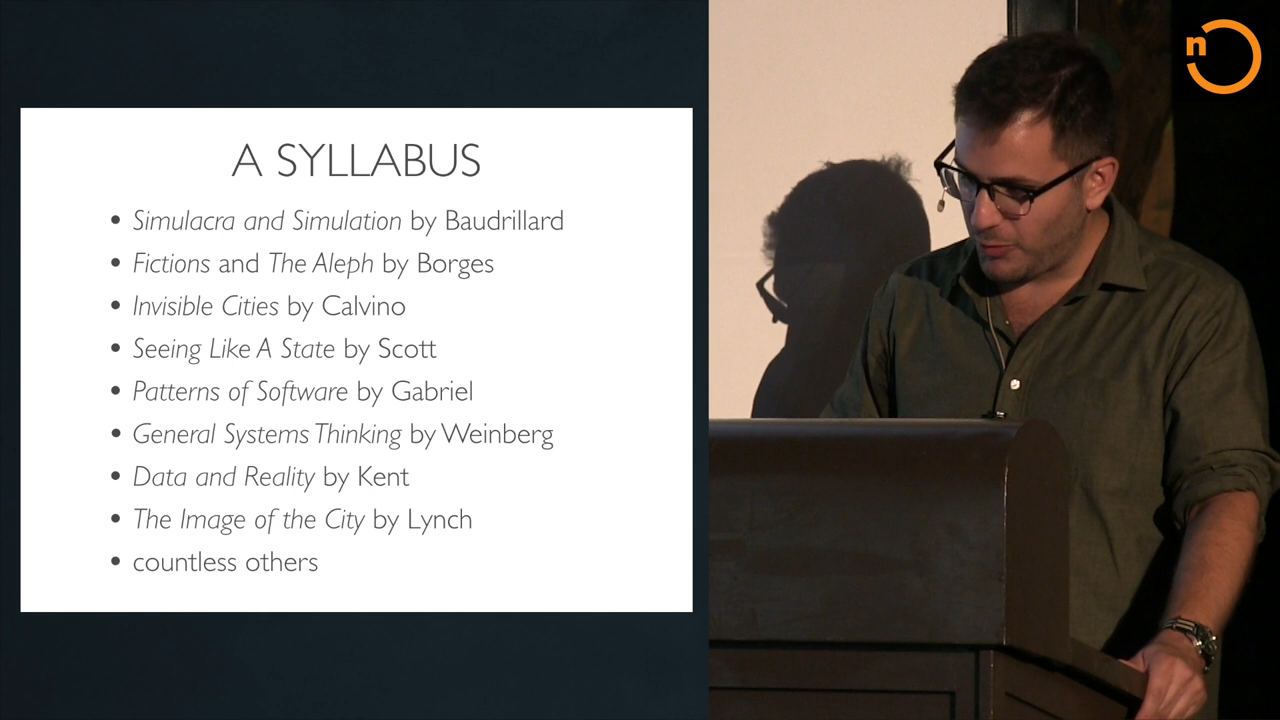 A SYLLABUS
• Simulacra and Simulation by Baudrillard
• Fictions and The Aleph by Borges
• Invisible Cities by Calvino
• Seeing Like A State by Scott
• Patterns of Software by Gabriel
• General Systems Thinking by Weinberg
• Data and Reality by Kent
• The Image of the City by Lynch
• countless others
n